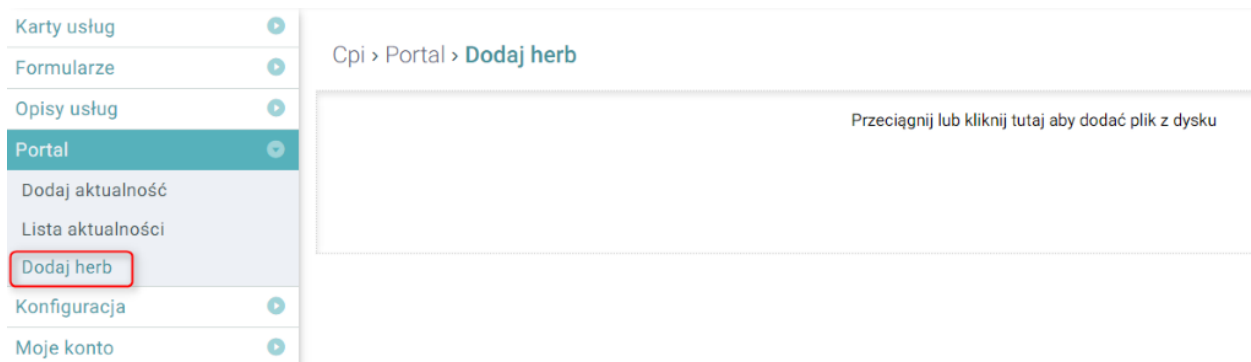 Karty usług
Formularze
Opisy usług
Portal
Dodaj aktualność
Lista aktualności
Dodaj herb
Konfiguracja
Moje konto
Cpi › Portal › Dodaj herb
Przeciągnij lub kliknij tutaj aby dodać plik z dysku